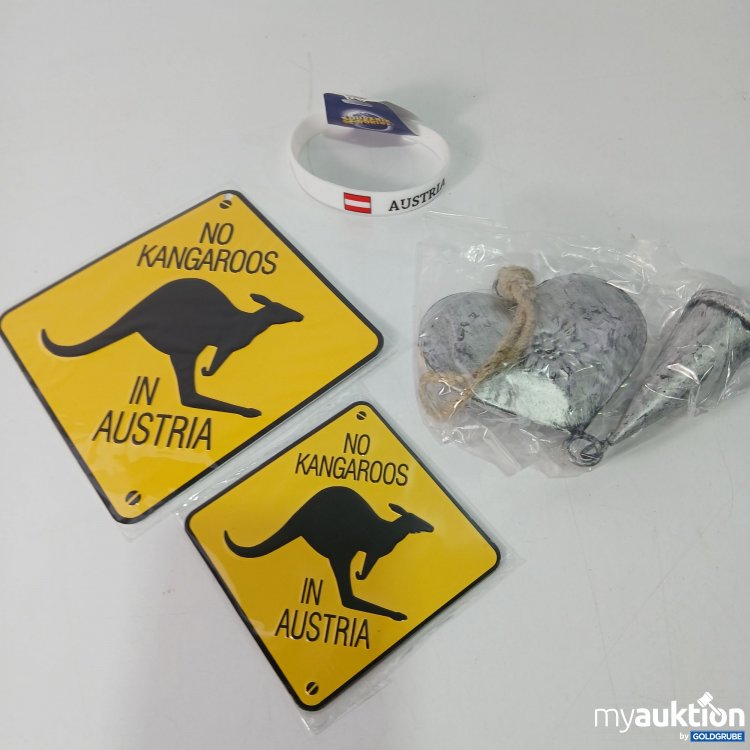 AUSTRIA
NO
KANGAROOS
IN
AUSTRIA
NO
KANGAROOS
IN
AUSTRIA
myauktion
by GOLDGRUBE